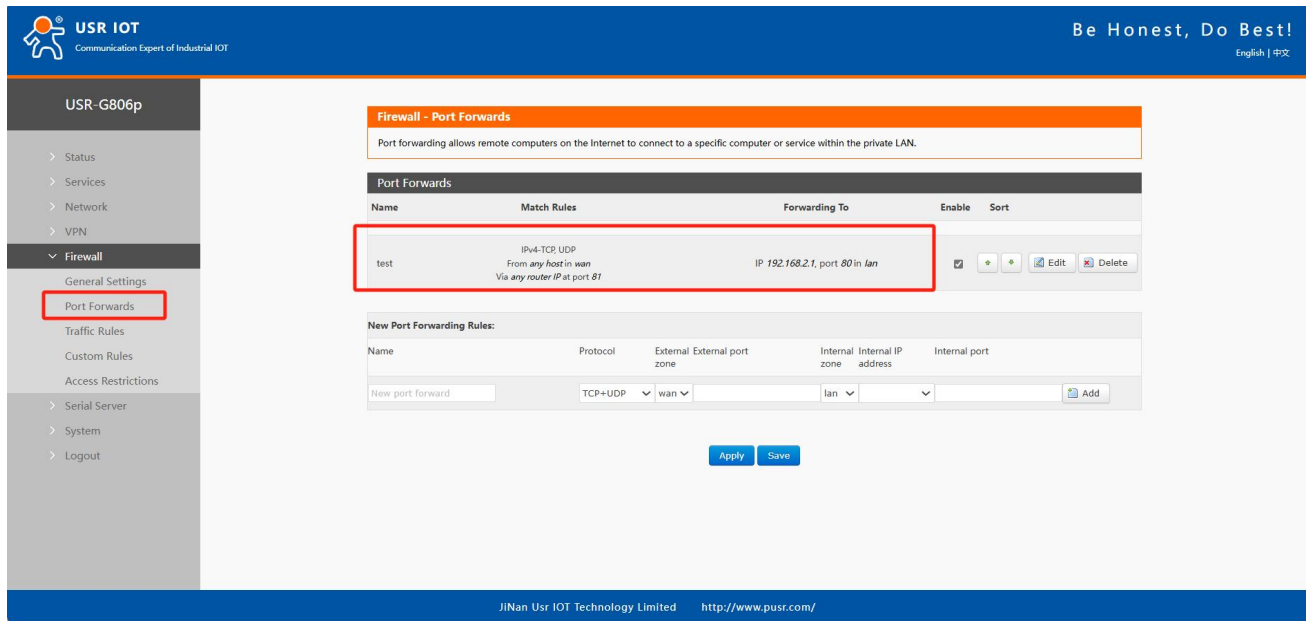 USR IOT
Communication Expert of Industrial IOT
Be Honest, Do Best!
English | 中文
USR-G806p
Status
Services
Network
VPN
Firewall
General Settings
Port Forwards
Traffic Rules
Custom Rules
Access Restrictions
Serial Server
System
Logout
Firewall - Port Forwards
Port forwarding allows remote computers on the Internet to connect to a specific computer or service within the private LAN.
Port Forwards
Name Match Rules Forwarding To Enable Sort
IPv4-TCP, UDP
test From any host in wan IP 192.168.2.1, port 80 in lan Edit Delete
Via any router IP at port 81
New Port Forwarding Rules:
Name Protocol External zone External port Internal zone Internal IP address Internal port
New port forward TCP+UDP wan lan Add
Apply Save
JiNan Usr IOT Technology Limited http://www.pusr.com/